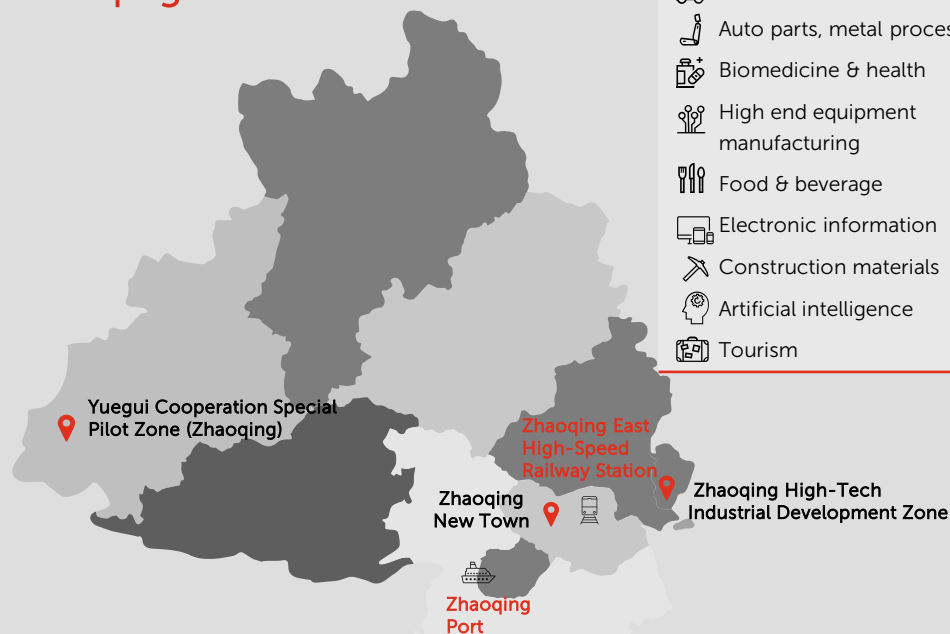 Auto parts, metal
Biomedicine & health
High end equipment
manufacturing
Food & beverage
Electronic information
Construction materials
Artificial intelligence
Tourism
Yuegui Cooperation Special
Pilot Zone (Zhaoqing)
Zhaoqing East
High-Speed
Railway Station
Zhaoqing High-Tech
Industrial Development Zone
Zhaoqing
New Town
Zhaoqing
Port